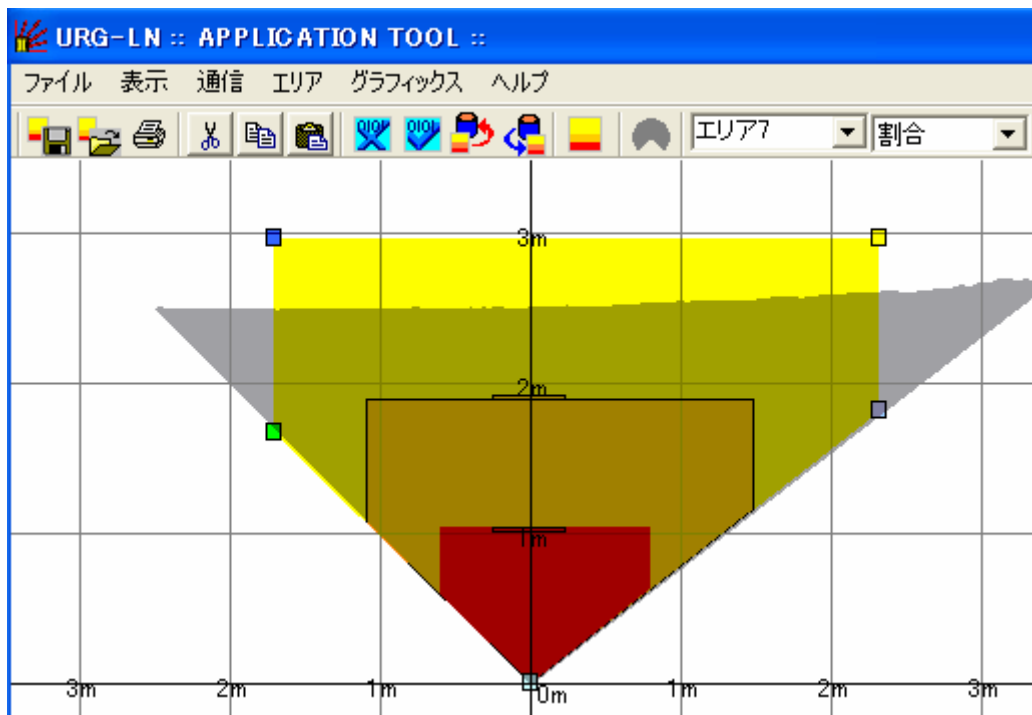 URG-LN :: APPLICATION TOOL ::
ファイル 表示 通信 エリア グラフィックス ヘルプ
エリア7 割合
3m
2m
1m
3m 2m 1m 0m 1m 2m 3m